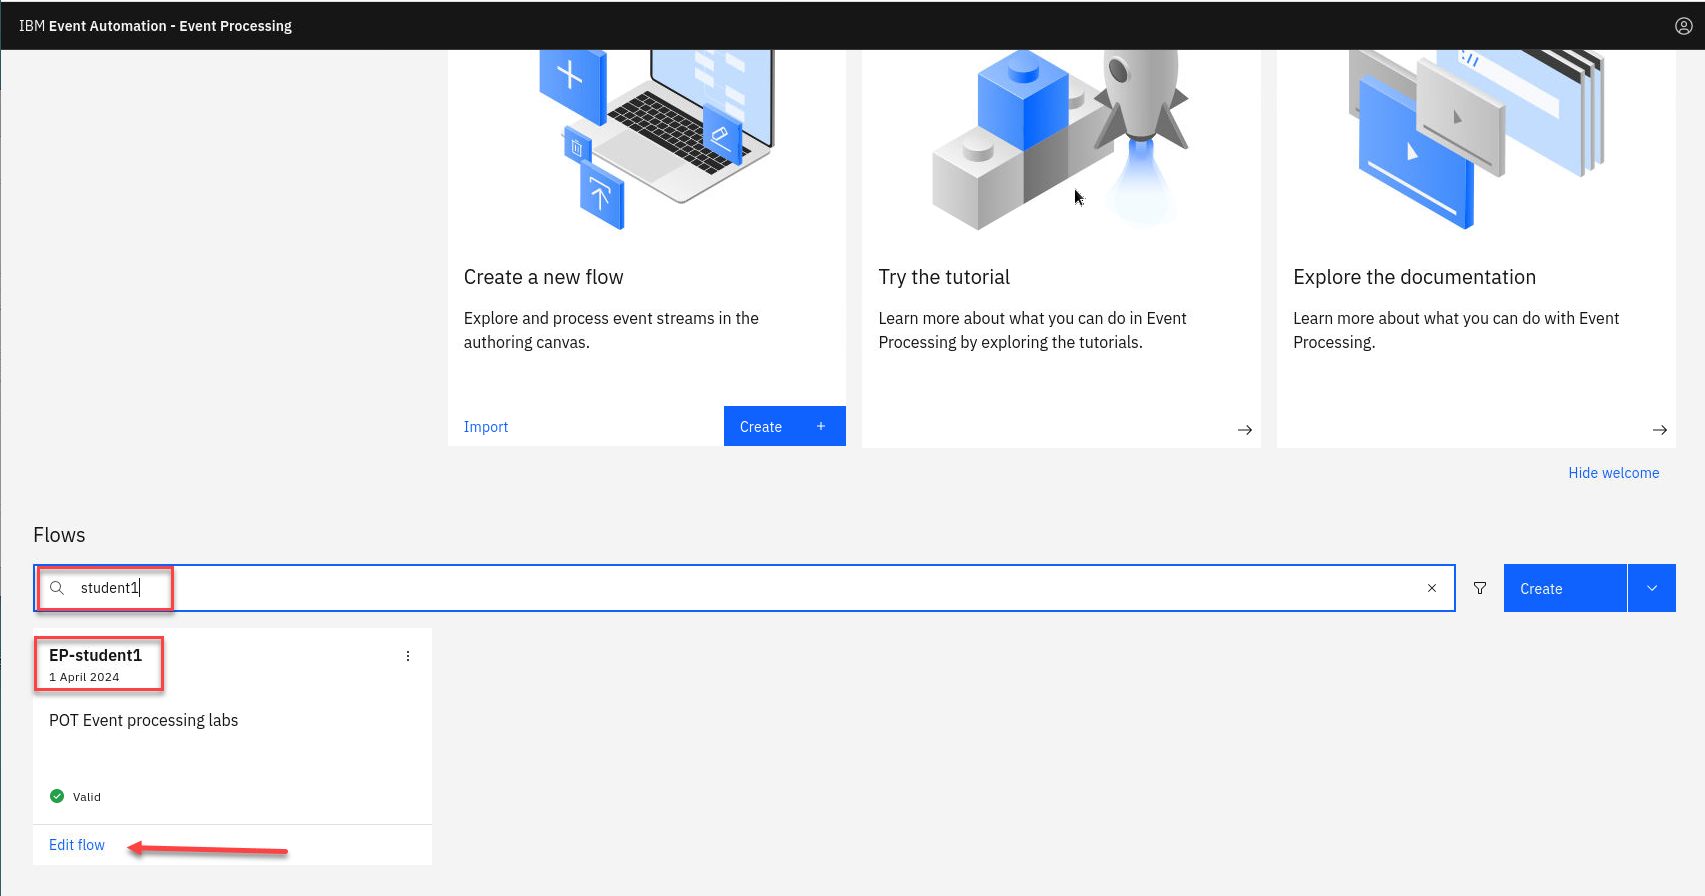 IBM Event Automation - Event Processing
Create a new flow
Explore and process event streams in the
authoring canvas.
Import
Create
Try the tutorial
Learn more about what you can do in Event
Processing by exploring the tutorials.
Explore the documentation
Learn more about what you can do with Event
Processing.
Hide welcome
Flows
student1
Create
EP-student1
1 April 2024
POT Event processing labs
Valid
Edit flow